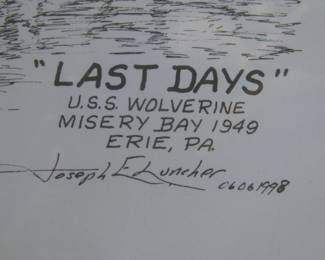 "LAST DAYS"
U.S.S. WOLVERINE
MISERY BAY 1949
ERIE, PA.
Joseph E Luncher 06061998